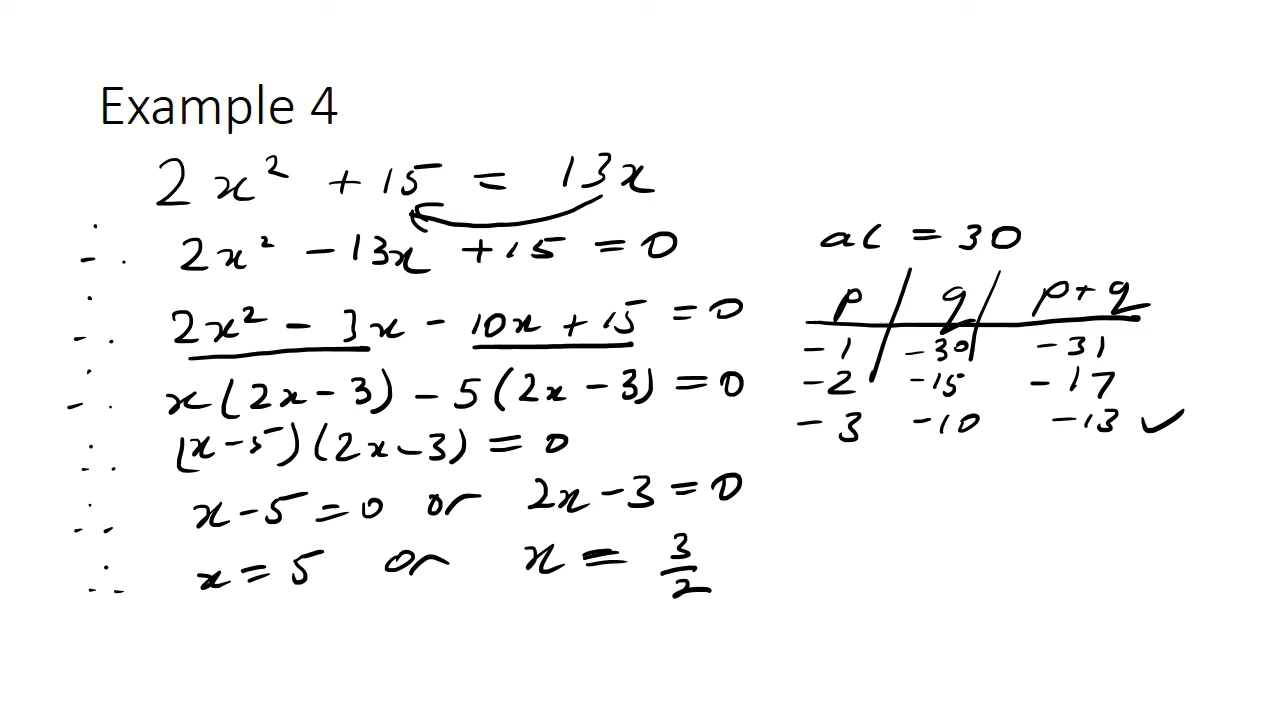 Example 4
2x² + 15 = 13x
∴ 2x² - 13x + 15 = 0
∴ 2x² - 3x - 10x + 15 = 0
∴ x(2x - 3) - 5(2x - 3) = 0
∴ (x-5)(2x-3) = 0
∴ x-5=0 or 2x-3=0
∴ x = 5 or x = 3/2
ac = 30
p q p+q
-1 -30 -31
-2 -15 -17
-3 -10 -13 ✓